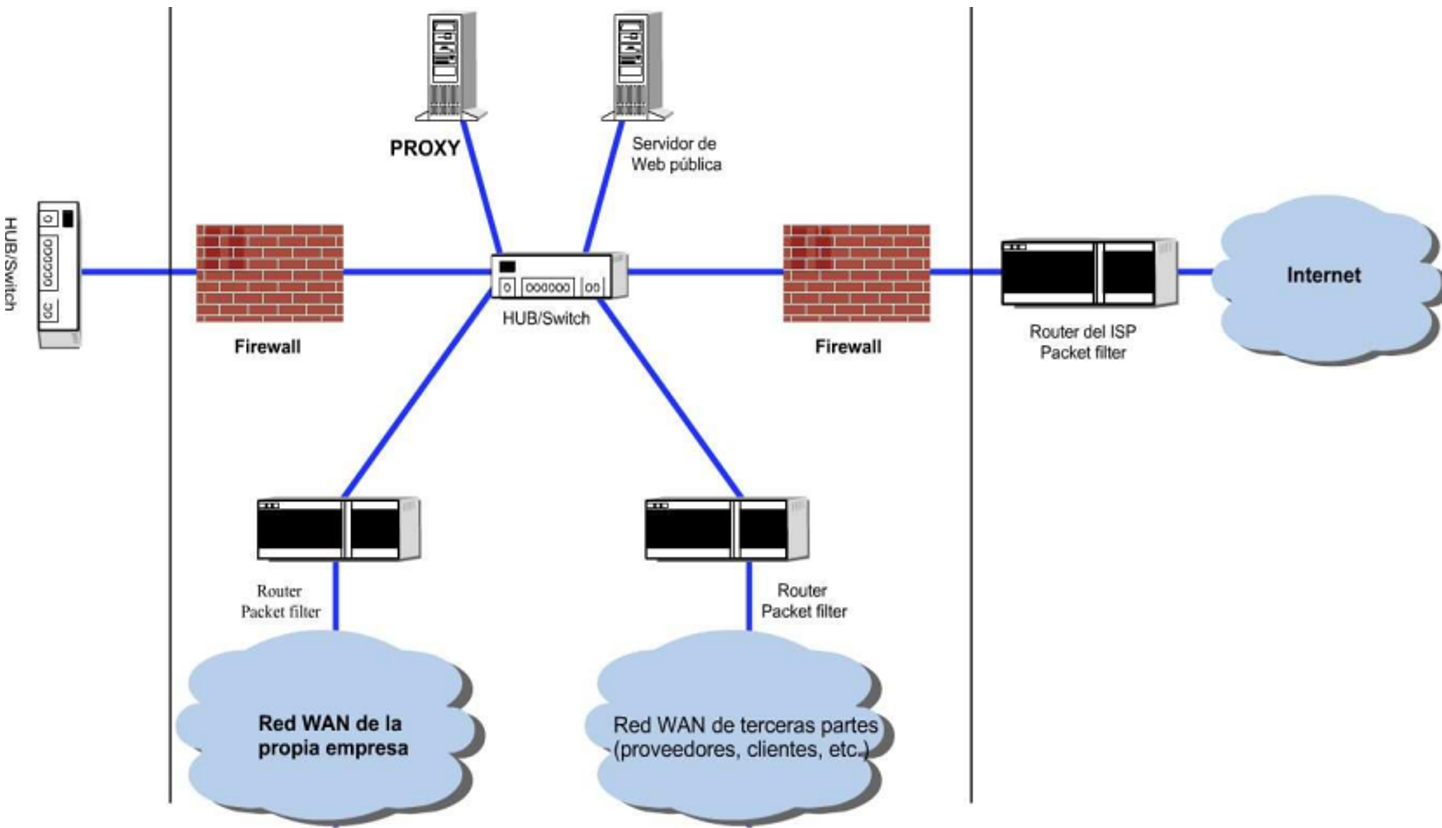 PROXY
Servidor de
Web pública
HUB/Switch
Firewall
HUB/Switch
Firewall
Router del ISP
Packet filter
Internet
Router
Packet filter
Router
Packet filter
Red WAN de la
propia empresa
Red WAN de terceras partes
(proveedores, clientes, etc.)